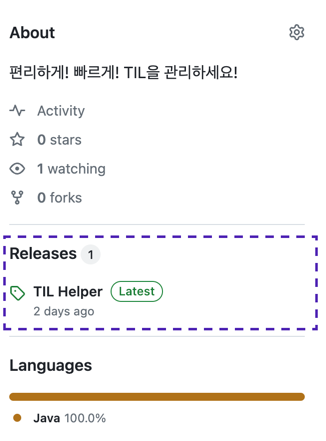 About
편리하게! 빠르게! TIL을 관리하세요!
Activity
0 stars
1 watching
0 forks
Releases 1
TIL Helper Latest
2 days ago
Languages
Java 100.0%